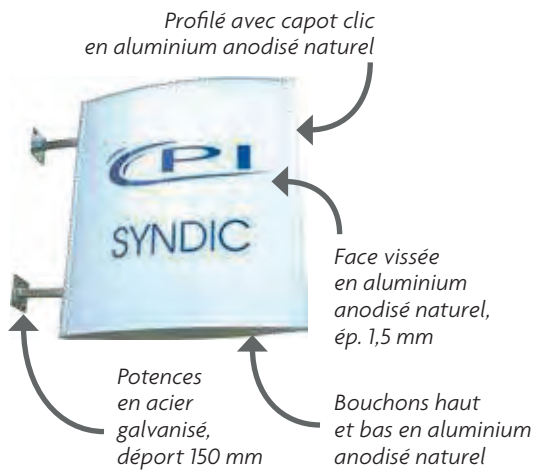 Profilé avec capot clic
en aluminium anodisé naturel
CPI
SYNDIC
Face vissée
en aluminium
anodisé naturel,
ép. 1,5 mm
Potences
en acier
galvanisé,
déport 150 mm
Bouchons haut
et bas en aluminium
anodisé naturel